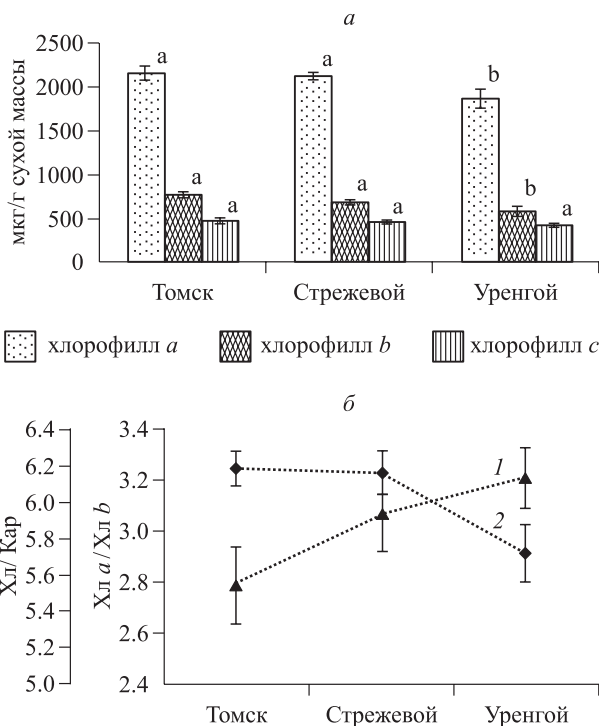 а
мкг/г сухой массы
2500
2000
1500
1000
500
0
a
a
a
a
a
a
b
b
a
Томск Стрежевой Уренгой
хлорофилл a хлорофилл b хлорофилл c
б
Хл/Кар
6.4
6.2
6.0
5.8
5.6
5.4
5.2
5.0
Хл a/Хл b
3.4
3.2
3.0
2.8
2.6
2.4
1
2
Томск Стрежевой Уренгой